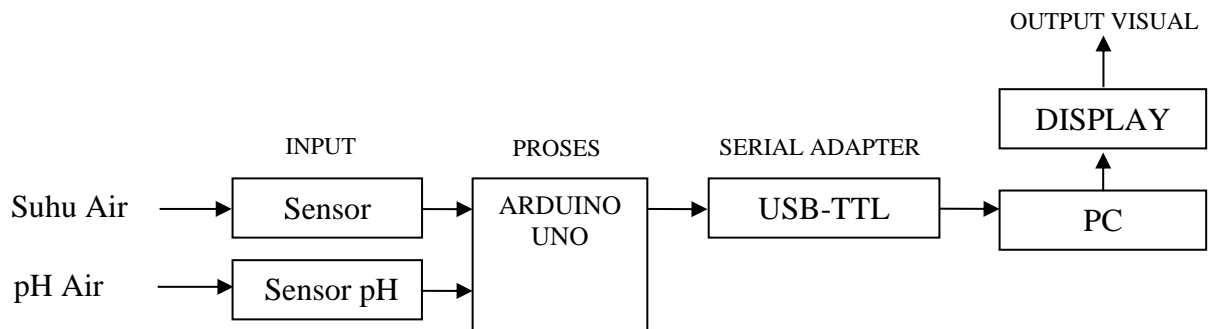 OUTPUT VISUAL
DISPLAY
INPUT
PROSES
SERIAL ADAPTER
Suhu Air
Sensor
ARDUINO
UNO
USB-TTL
PC
pH Air
Sensor pH